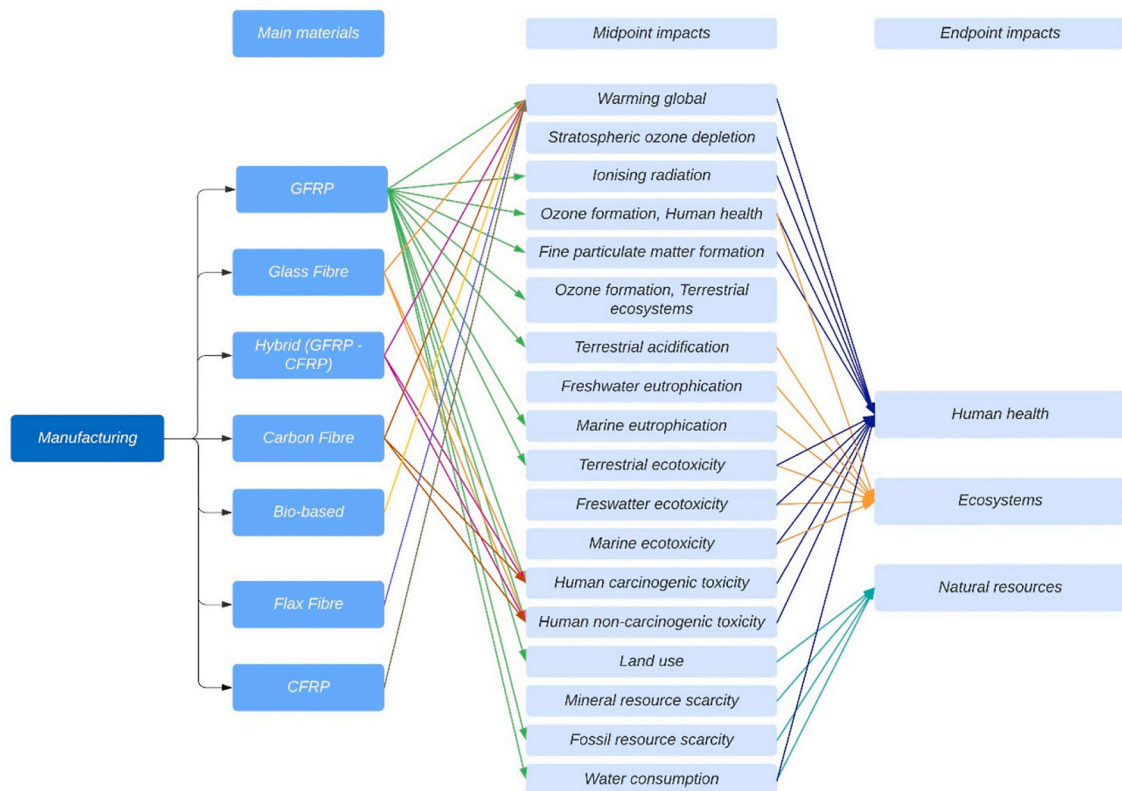 Main materials
Midpoint impacts
Endpoint impacts
Manufacturing
GFRP
Glass Fibre
Hybrid (GFRP -
CFRP)
Carbon Fibre
Bio-based
Flax Fibre
CFRP
Warming global
Stratospheric ozone depletion
Ionising radiation
Ozone formation, Human health
Fine particulate matter formation
Ozone formation, Terrestrial
ecosystems
Terrestrial acidification
Freshwater eutrophication
Marine eutrophication
Terrestrial ecotoxicity
Freswatter ecotoxicity
Marine ecotoxicity
Human carcinogenic toxicity
Human non-carcinogenic toxicity
Land use
Mineral resource scarcity
Fossil resource scarcity
Water consumption
Human health
Ecosystems
Natural resources